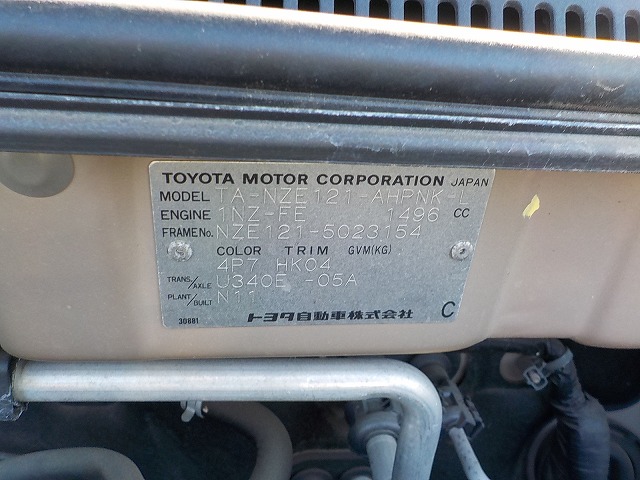 TOYOTA MOTOR CORPORATION JAPAN
MODEL TA-NZE121-AHPNK-L
ENGINE 1NZ-FE 1496 CC
FRAME No. NZE121-5023154
COLOR TRIM GVM(KG)
4P7 HK04
TRANS./AXLE U340E -05A
PLANT/BUILT N11
30881 トヨタ自動車株式会社 C